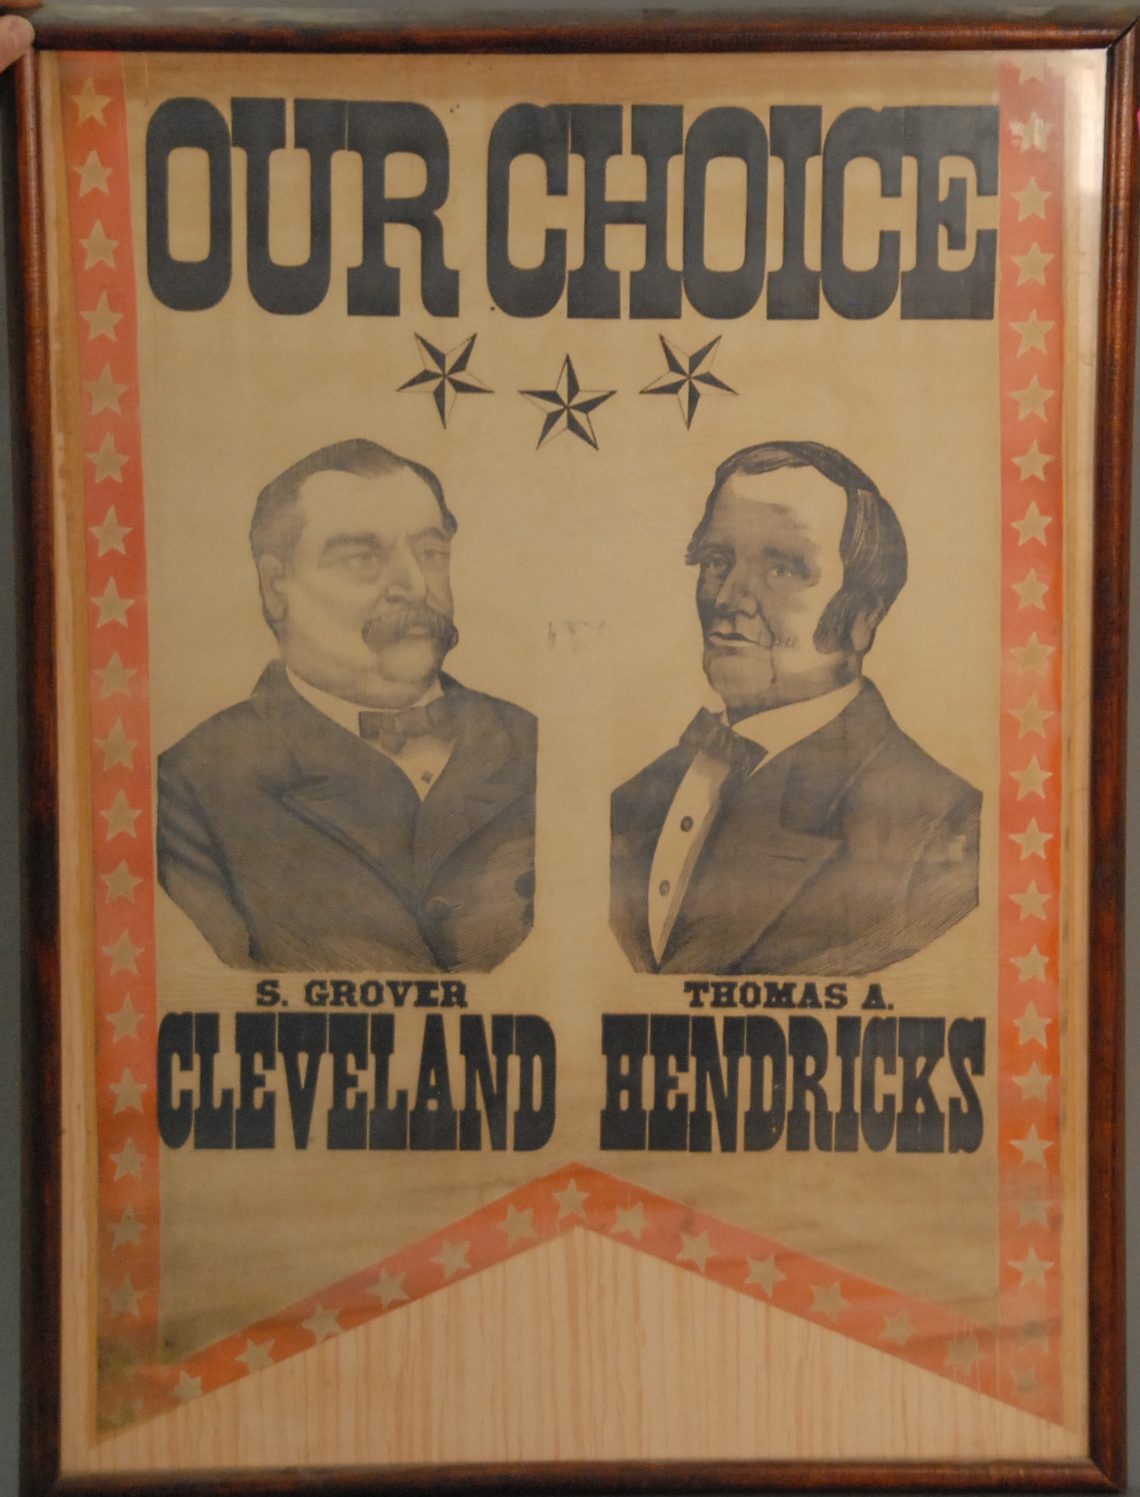 OUR CHOICE
S. GROVER
CLEVELAND
THOMAS A.
HENDRICKS